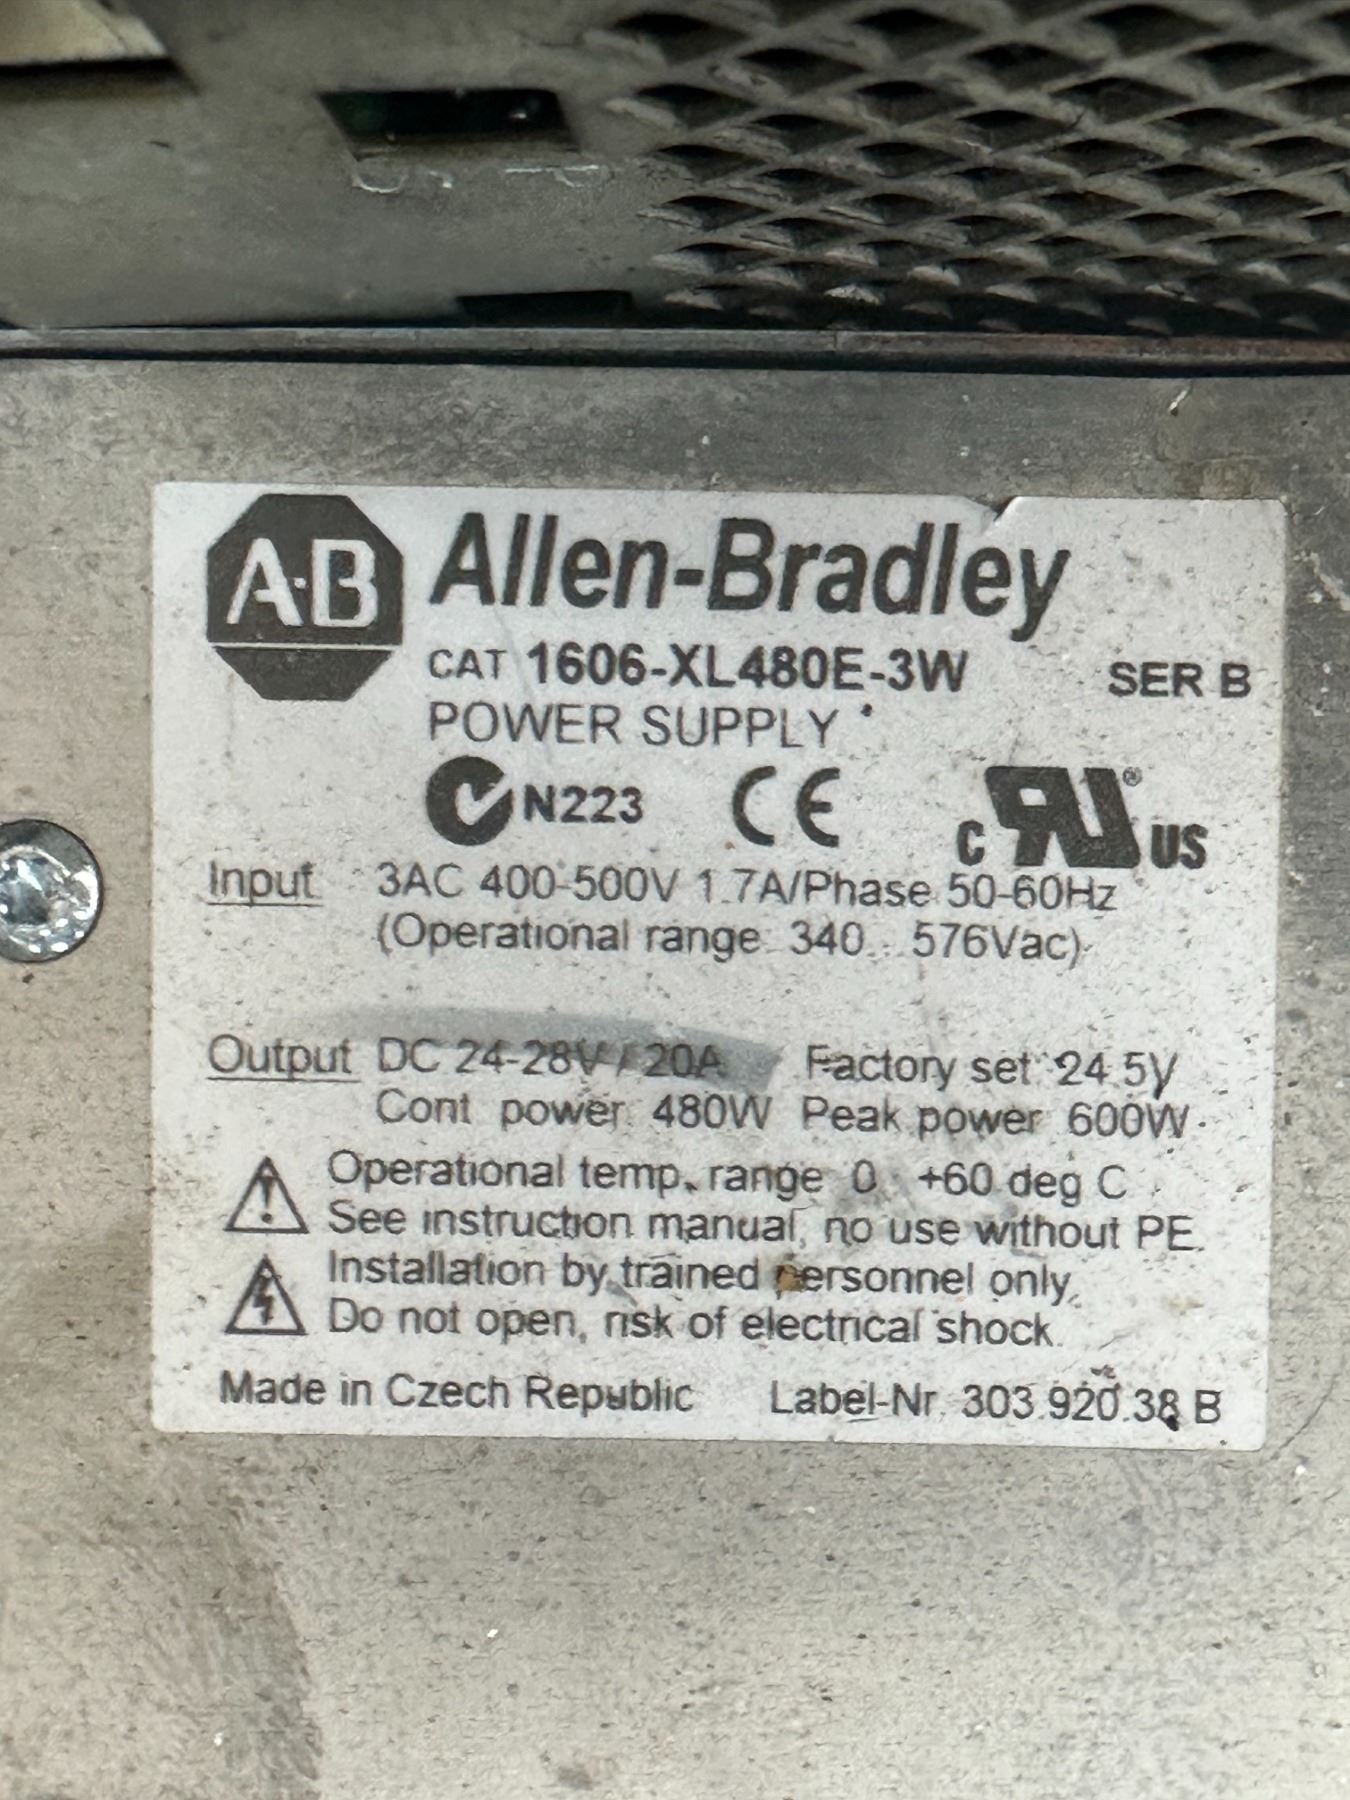 A·B Allen-Bradley
CAT 1606-XL480E-3W SER B
POWER SUPPLY
N223 CE c RU ® US
Input 3AC 400-500V 1.7A/Phase 50-60Hz
(Operational range: 340...576Vac)
Output DC 24-28V / 20A Factory set 24.5V
Cont. power 480W Peak power 600W
Operational temp. range 0...+60 deg C
See instruction manual, no use without PE.
Installation by trained personnel only.
Do not open, risk of electrical shock.
Made in Czech Republic Label-Nr. 303.920.38 B